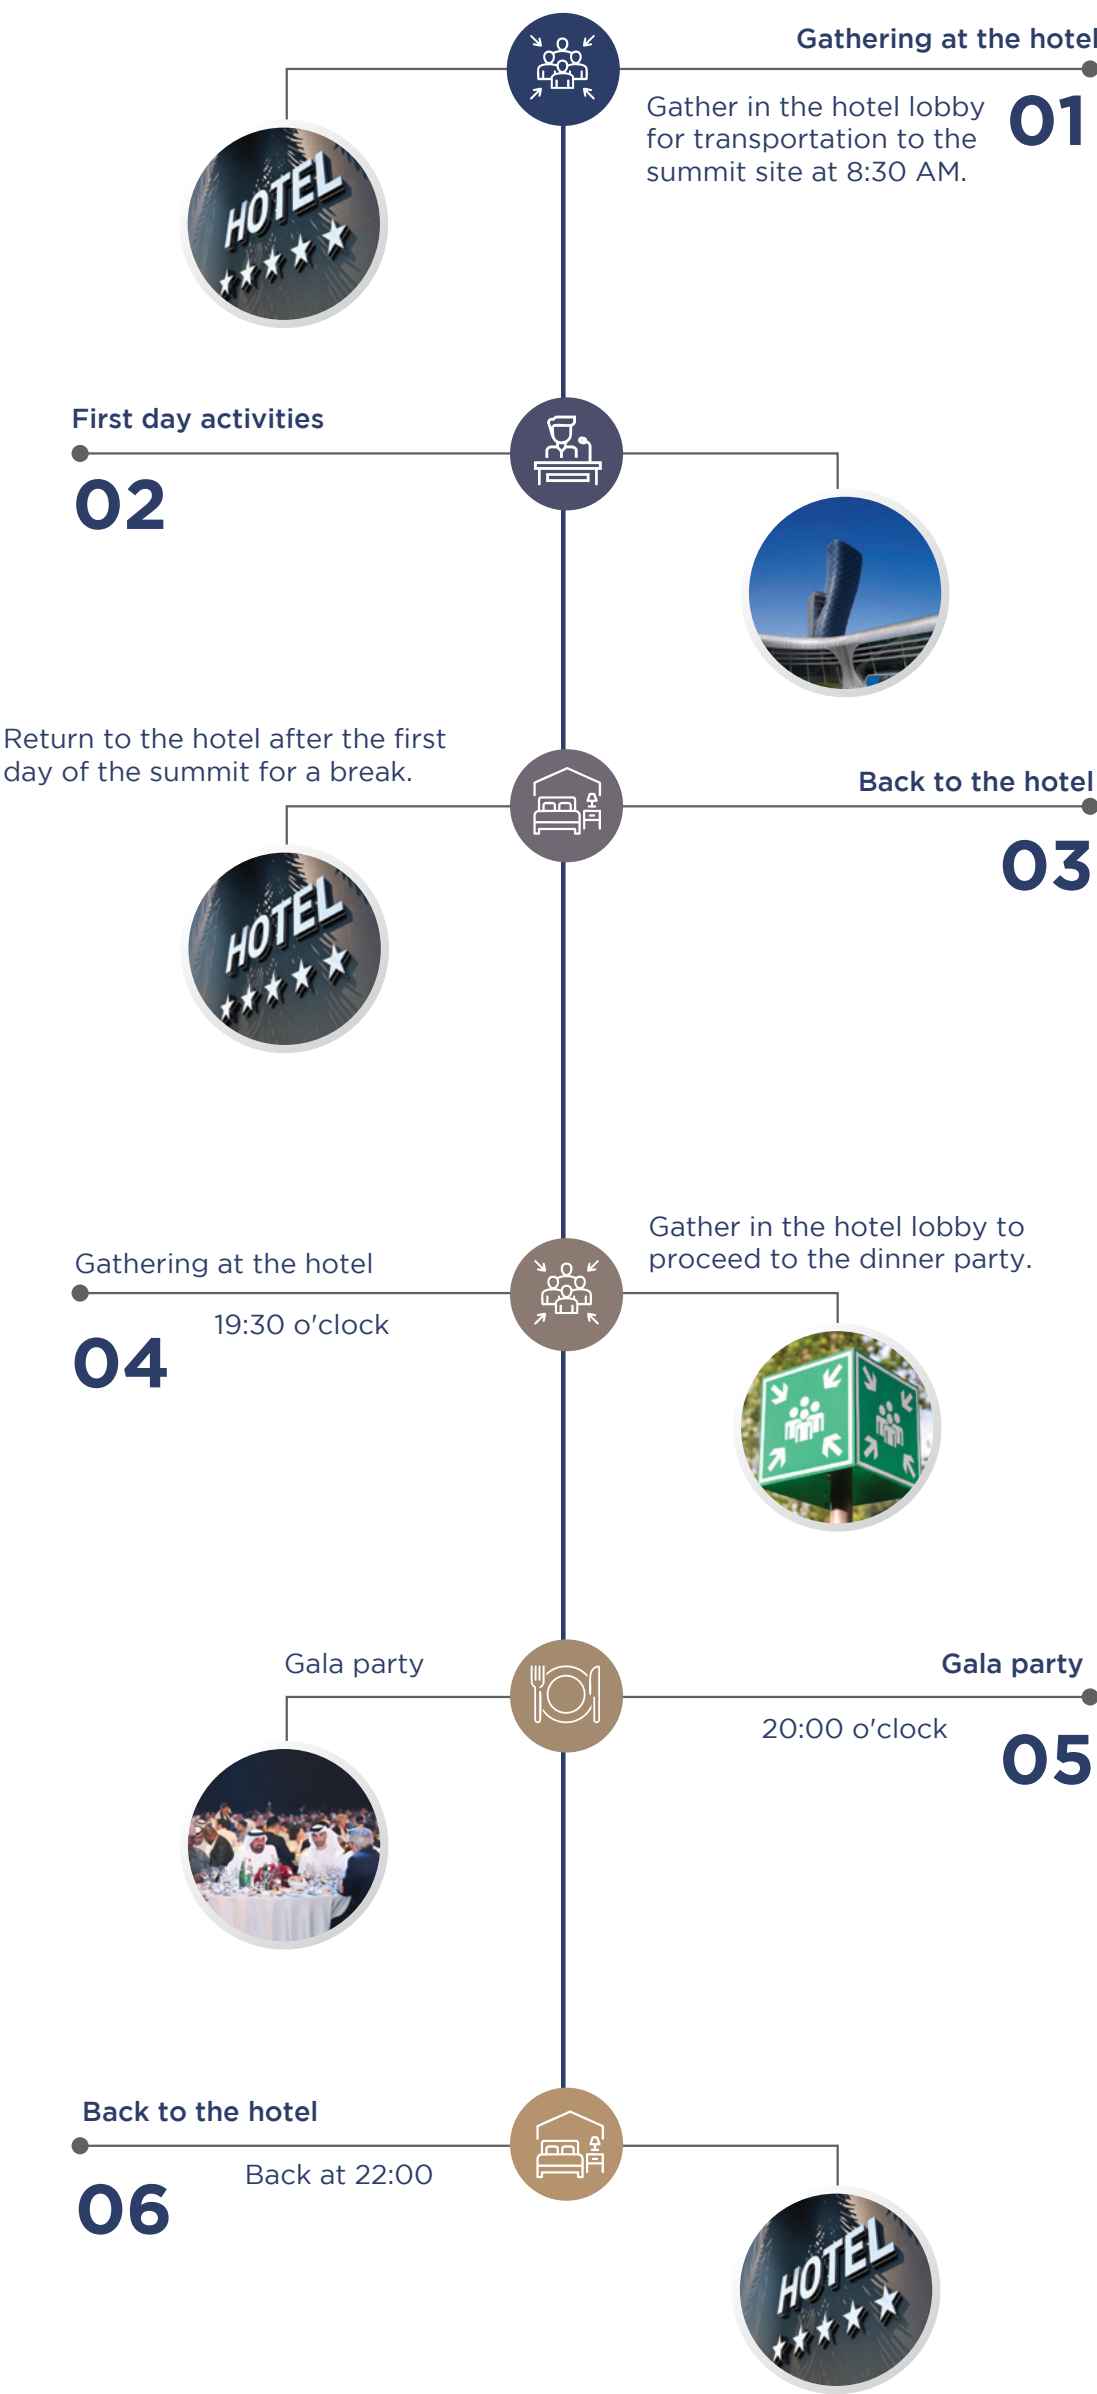 Gathering at the hotel
01
Gather in the hotel lobby
for transportation to the
summit site at 8:30 AM.
HOTEL
First day activities
02
Return to the hotel after the first
day of the summit for a break.
Back to the hotel
03
HOTEL
Gathering at the hotel
19:30 o'clock
04
Gather in the hotel lobby to
proceed to the dinner party.
Gala party
Gala party
20:00 o'clock
05
Back to the hotel
Back at 22:00
06
HOTEL